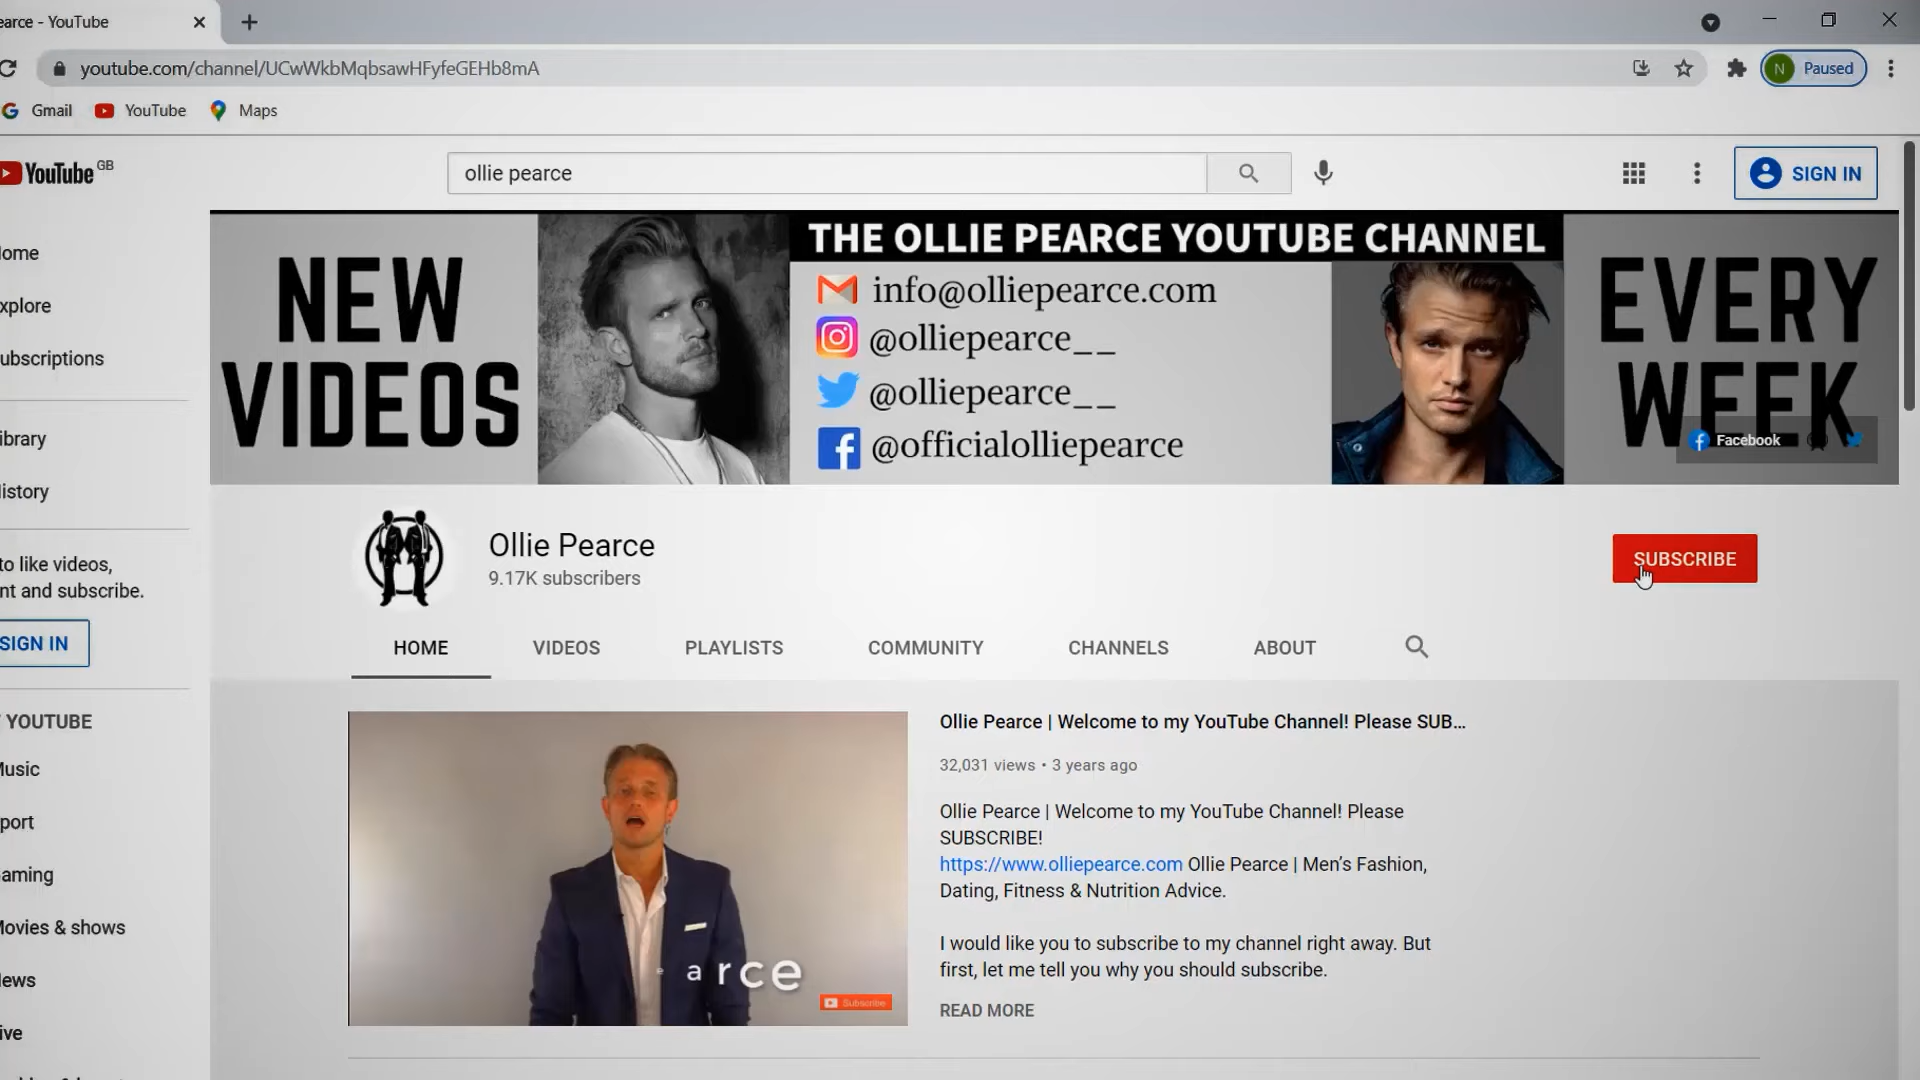 earce - YouTube
youtube.com/channel/UCwWkbMqbsawHFyfeGEHb8mA
N Paused
Gmail YouTube Maps
YouTube GB
ollie pearce
SIGN IN
NEW
VIDEOS
THE OLLIE PEARCE YOUTUBE CHANNEL
info@olliepearce.com
@olliepearce__
@olliepearce__
@officialolliepearce
EVERY
WEEK
Facebook
ome
xplore
ubscriptions
ibrary
istory
to like videos,
nt and subscribe.
SIGN IN
YOUTUBE
Music
port
aming
Movies & shows
ews
ive
Ollie Pearce
9.17K subscribers
SUBSCRIBE
HOME VIDEOS PLAYLISTS COMMUNITY CHANNELS ABOUT
e arce
Subscribe
Ollie Pearce | Welcome to my YouTube Channel! Please SUB...
32,031 views • 3 years ago
Ollie Pearce | Welcome to my YouTube Channel! Please
SUBSCRIBE!
https://www.olliepearce.com Ollie Pearce | Men's Fashion,
Dating, Fitness & Nutrition Advice.
I would like you to subscribe to my channel right away. But
first, let me tell you why you should subscribe.
READ MORE